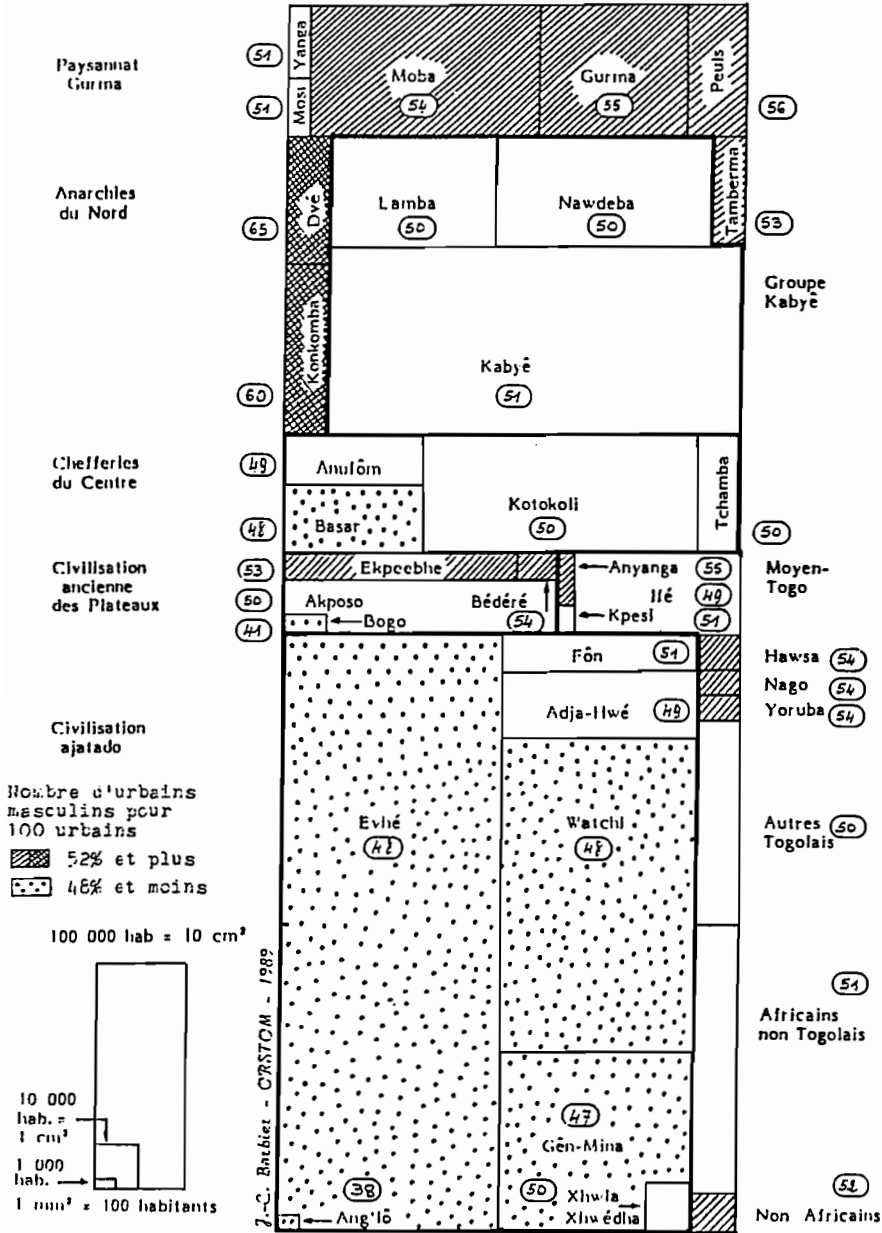 Paysannat
Gurma
51
Yanga
51
Mosi
Moba
54
Gurma
55
Peuls
56
Anarchies
du Nord
65
Dyé
Lamba
50
Nawdeba
50
Tamberma
53
Groupe
Kabyê
60
Konkomba
Kabyê
51
Chefferies
du Centre
49
Anufôm
48
Basar
Kotokoli
50
Tchamba
50
Civilisation
ancienne
des Plateaux
53
Ekpeebhe
50
Akposo
41
Bogo
Bédéré
54
Anyanga
55
Ifé
49
Kpesi
51
Moyen-
Togo
Fôn
51
Hawsa
54
Nago
54
Yoruba
54
Adja-Hwé
49
Civilisation
ajatado
Nombre d'urbains
masculins pour
100 urbains
52% et plus
48% et moins
Evhé
48
Watchi
48
Autres
Togolais
50
100 000 hab = 10 cm²
10 000
hab. =
1 cm²
1 000
hab.
1 mm² = 100 habitants
J.-C. Barbier - ORSTOM - 1989
51
Africains
non Togolais
47
Gên-Mina
38
Ang'lô
50
Xhwla
Xhwédha
52
Non Africains